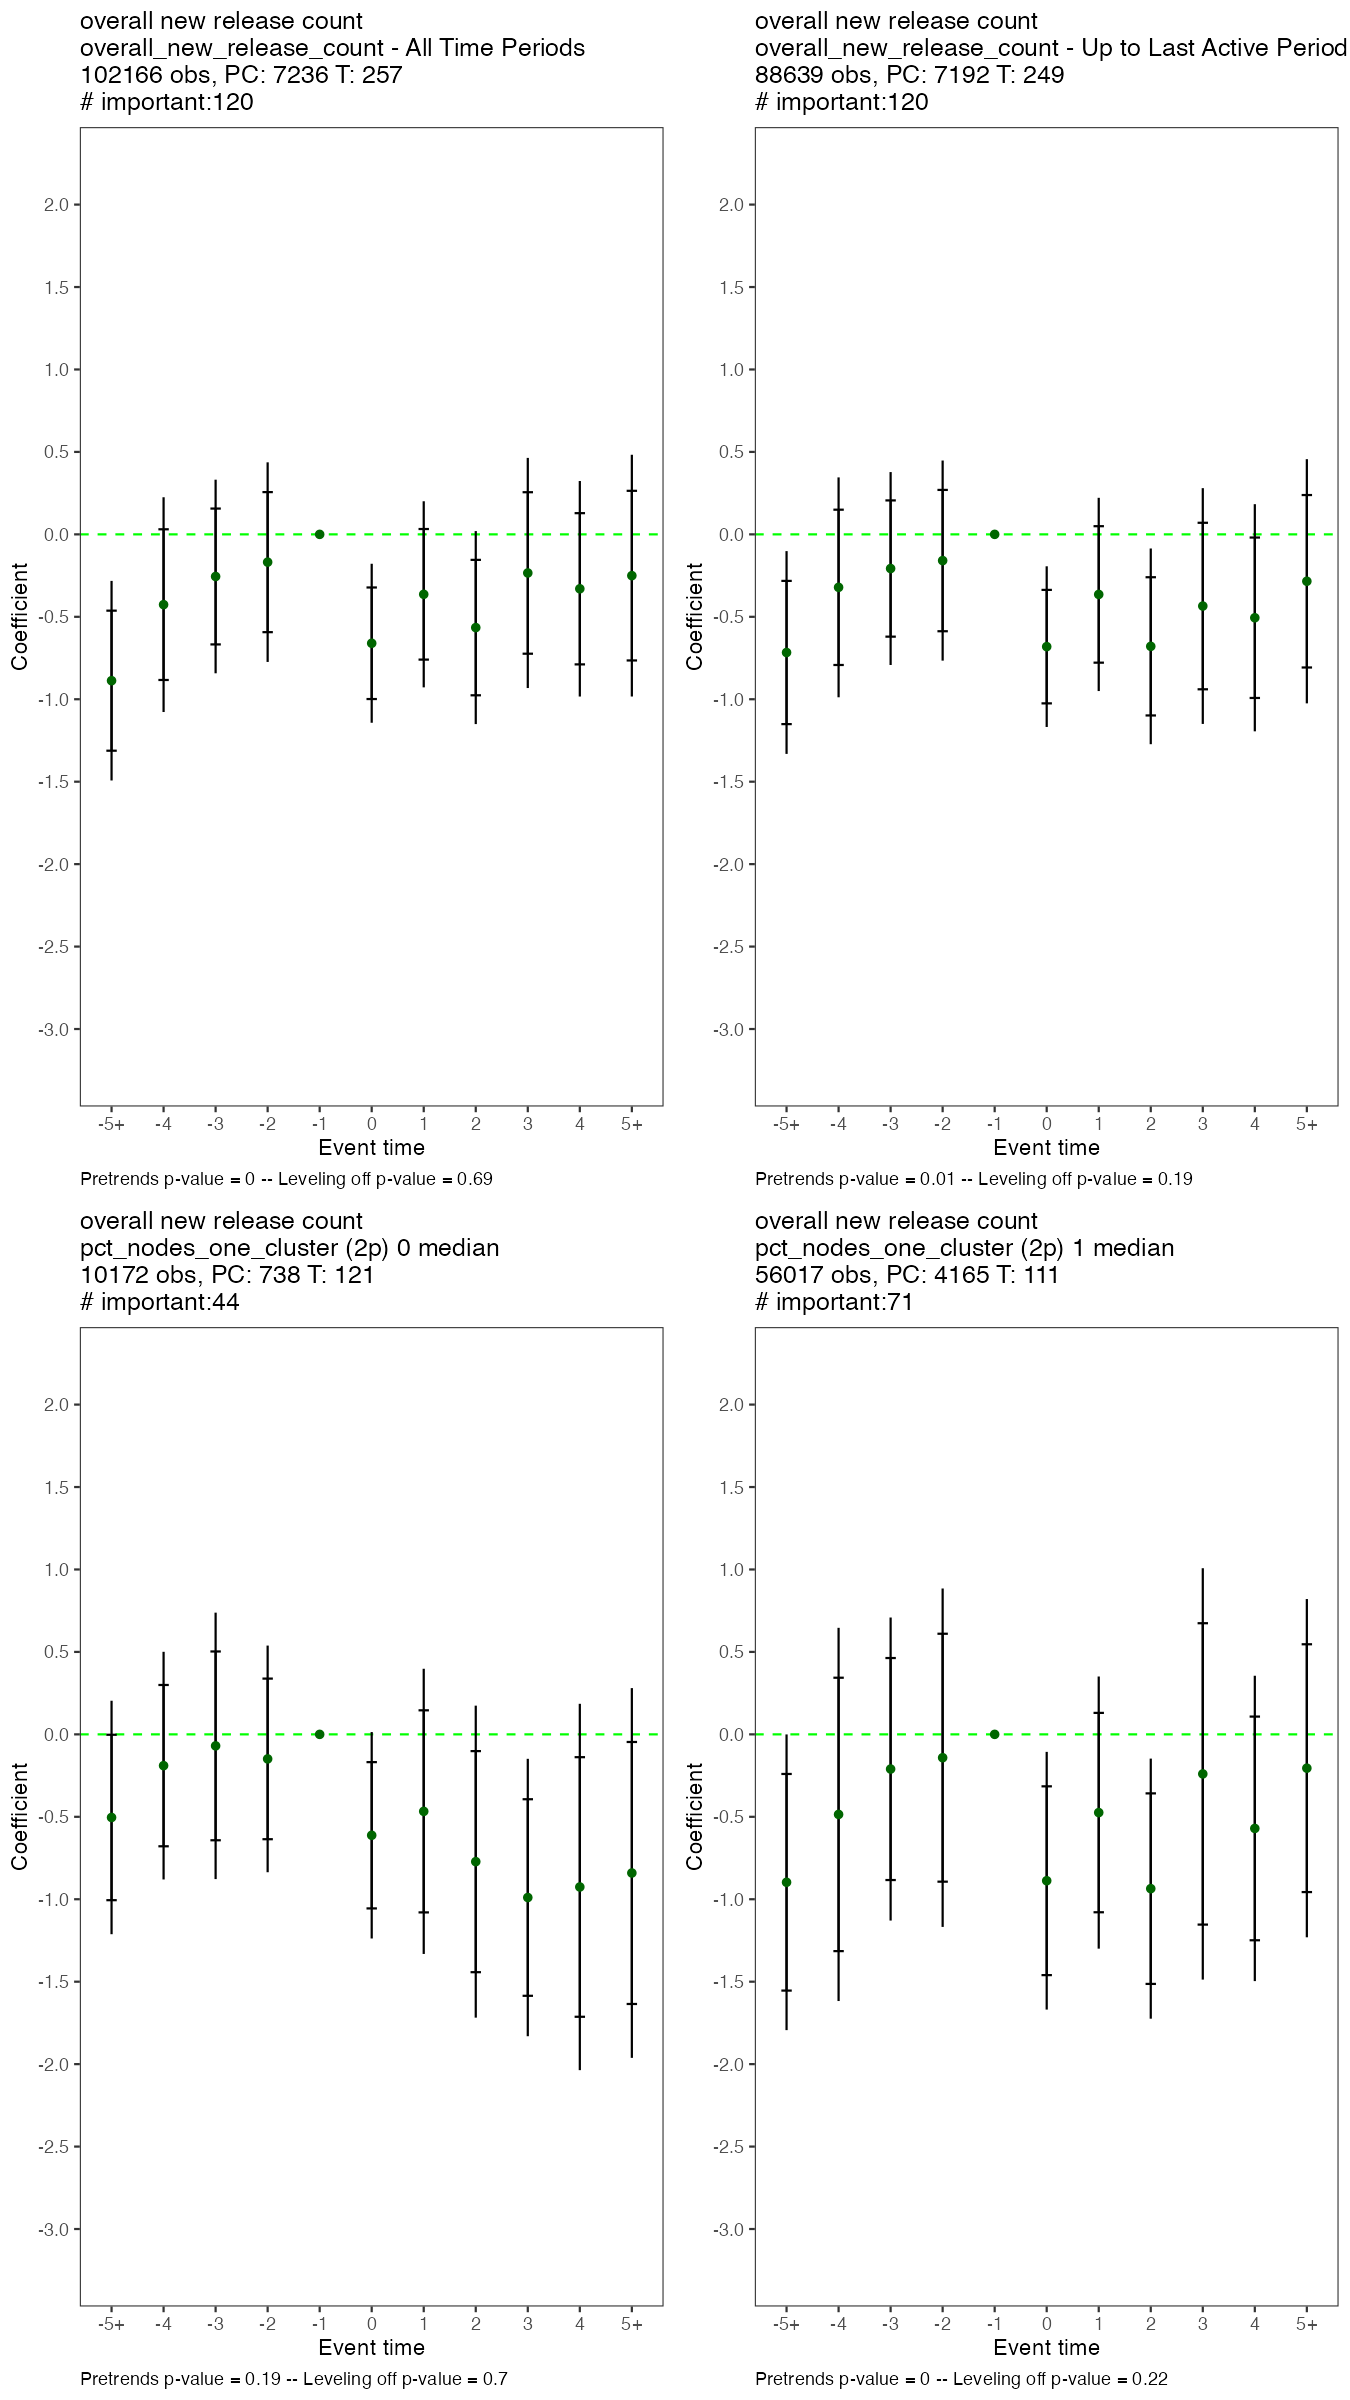 overall new release count
overall_new_release_count - All Time Periods
102166 obs, PC: 7236 T: 257
# important:120
2.0
1.5
1.0
0.5
0.0
-0.5
-1.0
-1.5
-2.0
-2.5
-3.0
Coefficient
-5+ -4 -3 -2 -1 0 1 2 3 4 5+
Event time
Pretrends p-value = 0 -- Leveling off p-value = 0.69
overall new release count
overall_new_release_count - Up to Last Active Period
88639 obs, PC: 7192 T: 249
# important:120
2.0
1.5
1.0
0.5
0.0
-0.5
-1.0
-1.5
-2.0
-2.5
-3.0
Coefficient
-5+ -4 -3 -2 -1 0 1 2 3 4 5+
Event time
Pretrends p-value = 0.01 -- Leveling off p-value = 0.19
overall new release count
pct_nodes_one_cluster (2p) 0 median
10172 obs, PC: 738 T: 121
# important:44
2.0
1.5
1.0
0.5
0.0
-0.5
-1.0
-1.5
-2.0
-2.5
-3.0
Coefficient
-5+ -4 -3 -2 -1 0 1 2 3 4 5+
Event time
Pretrends p-value = 0.19 -- Leveling off p-value = 0.7
overall new release count
pct_nodes_one_cluster (2p) 1 median
56017 obs, PC: 4165 T: 111
# important:71
2.0
1.5
1.0
0.5
0.0
-0.5
-1.0
-1.5
-2.0
-2.5
-3.0
Coefficient
-5+ -4 -3 -2 -1 0 1 2 3 4 5+
Event time
Pretrends p-value = 0 -- Leveling off p-value = 0.22